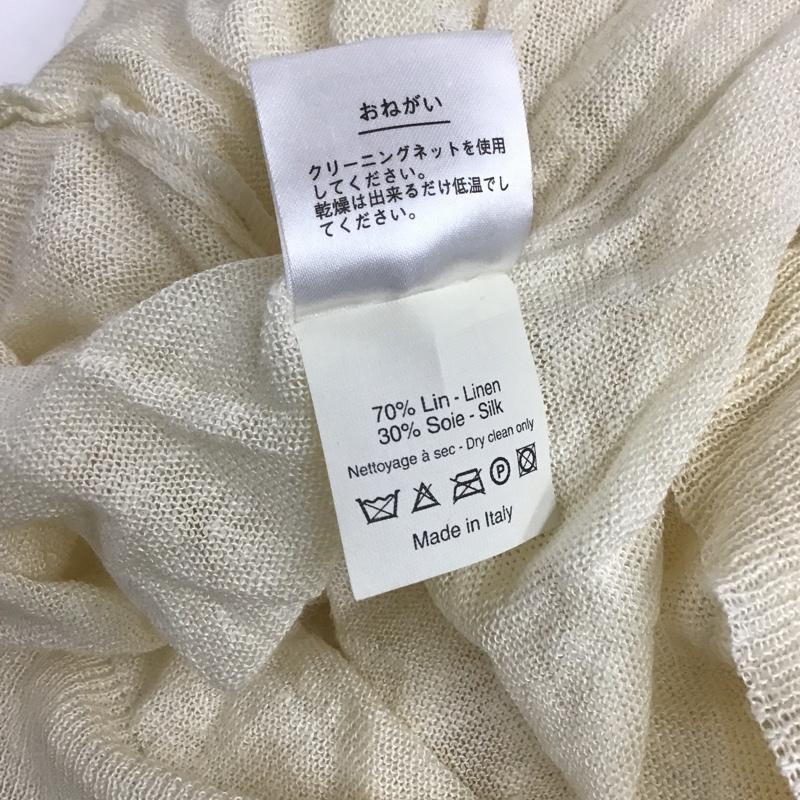 おねがい
クリーニングネットを使用
してください。
乾燥は出来るだけ低温でし
てください。
70% Lin - Linen
30% Soie - Silk
Nettoyage à sec - Dry clean only
P
Made in Italy